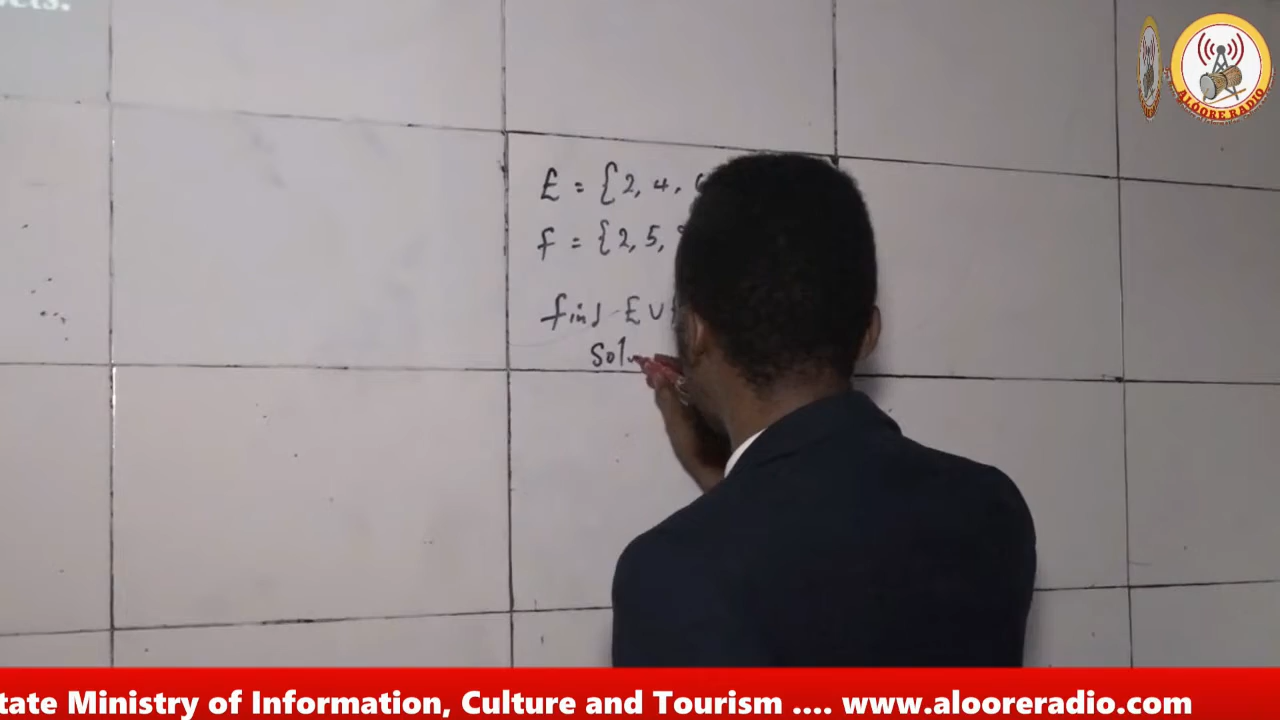 ALOORE RADIO
E = {2, 4,
f = {2, 5,
find E U
Sol
tate Ministry of Information, Culture and Tourism .... www.alooreradio.com